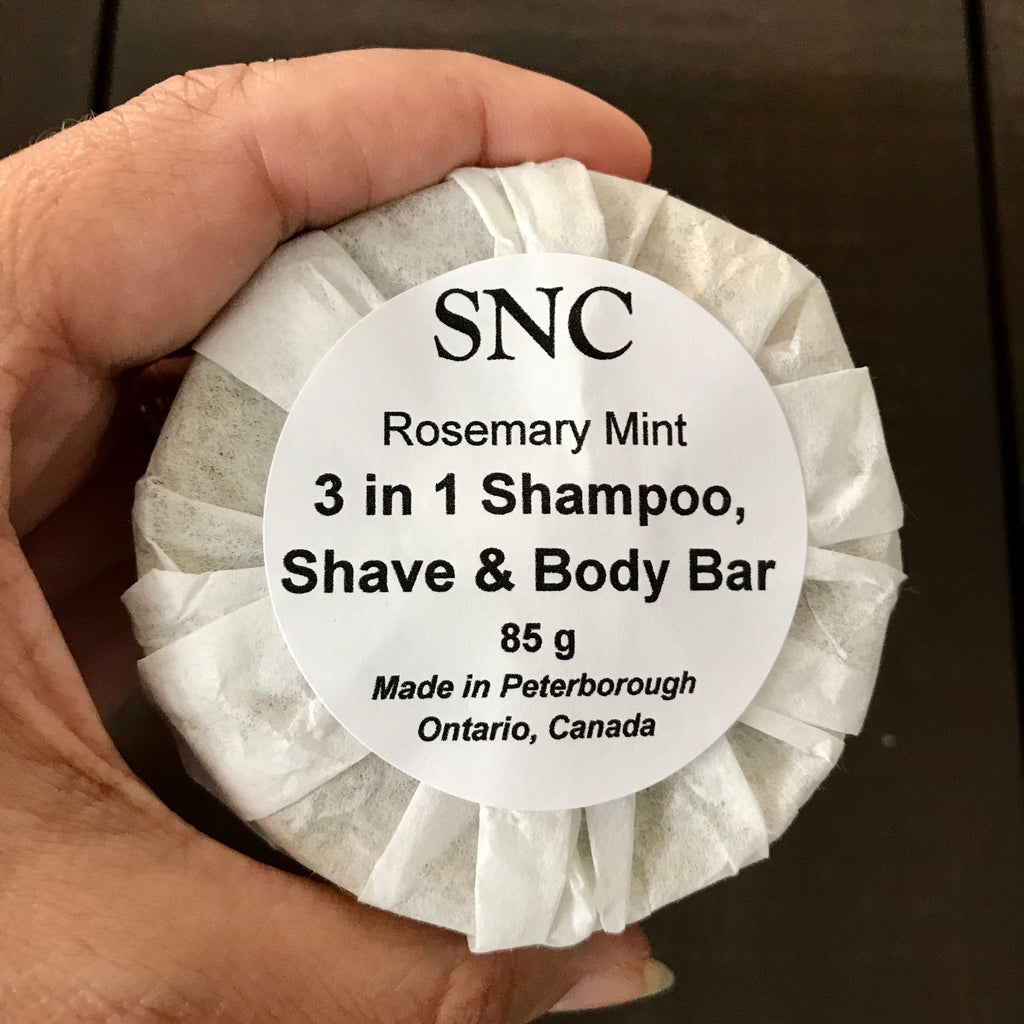 SNC
Rosemary Mint
3 in 1 Shampoo,
Shave & Body Bar
85 g
Made in Peterborough
Ontario, Canada